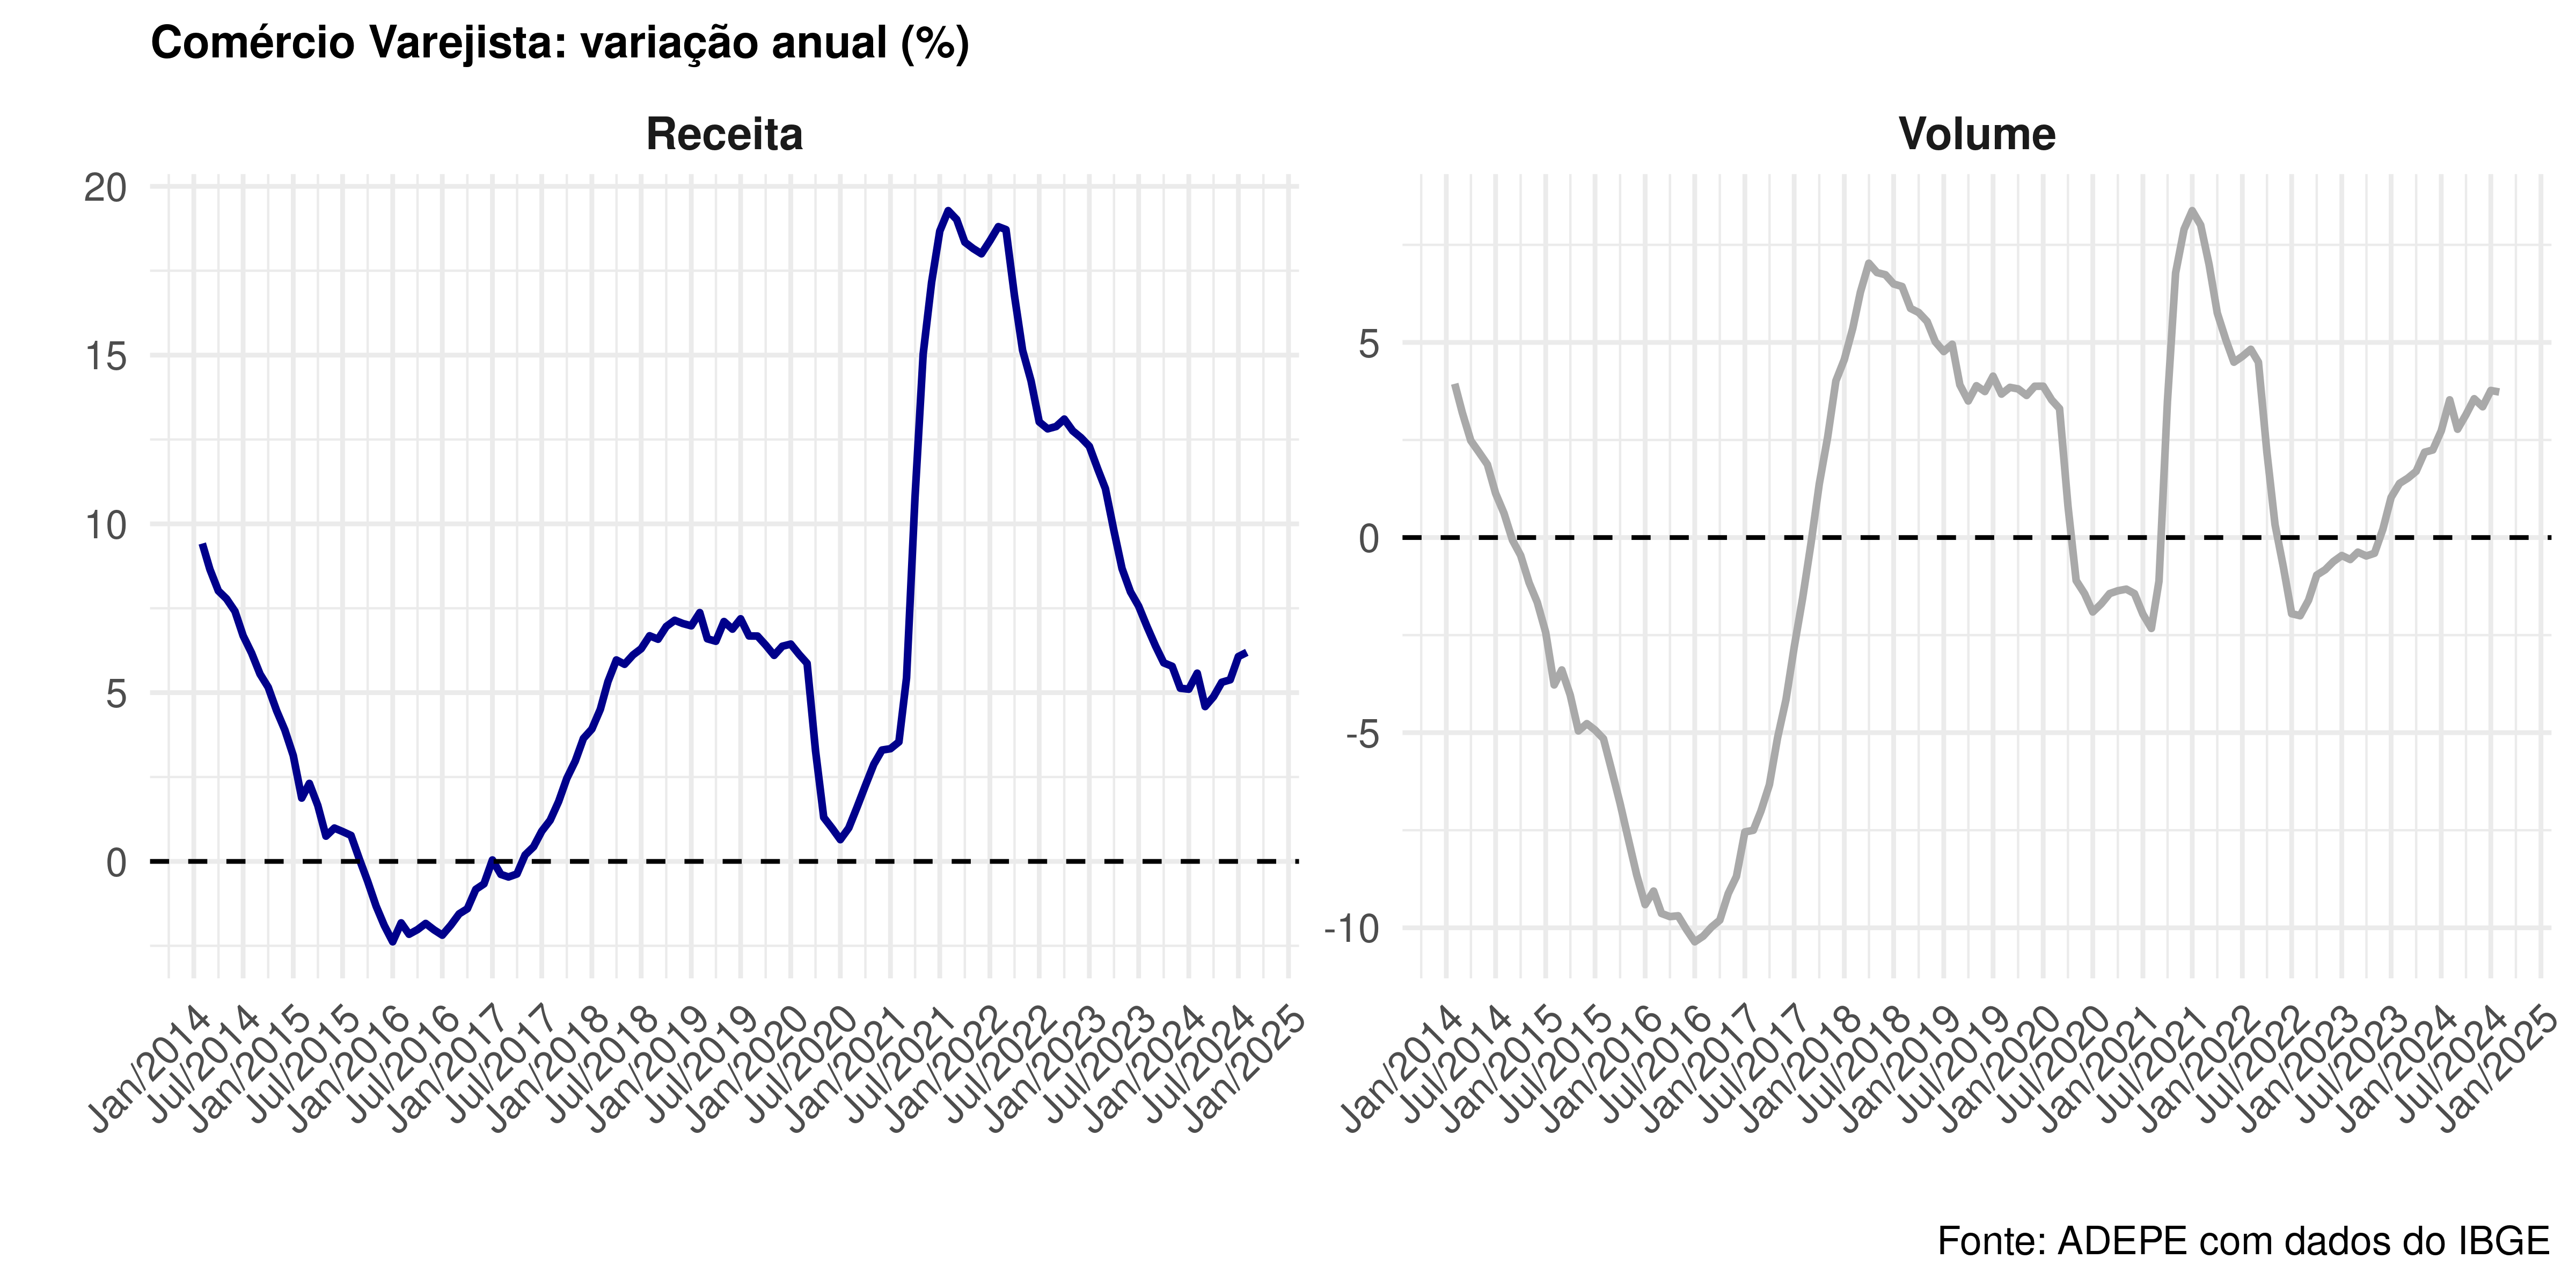 Comércio Varejista: variação anual (%)
Receita
20
15
10
5
0
Jan/2014
Jul/2014
Jan/2015
Jul/2015
Jan/2016
Jul/2016
Jan/2017
Jul/2017
Jan/2018
Jul/2018
Jan/2019
Jul/2019
Jan/2020
Jul/2020
Jan/2021
Jul/2021
Jan/2022
Jul/2022
Jan/2023
Jul/2023
Jan/2024
Jul/2024
Jan/2025
Volume
5
0
-5
-10
Jan/2014
Jul/2014
Jan/2015
Jul/2015
Jan/2016
Jul/2016
Jan/2017
Jul/2017
Jan/2018
Jul/2018
Jan/2019
Jul/2019
Jan/2020
Jul/2020
Jan/2021
Jul/2021
Jan/2022
Jul/2022
Jan/2023
Jul/2023
Jan/2024
Jul/2024
Jan/2025
Fonte: ADEPE com dados do IBGE